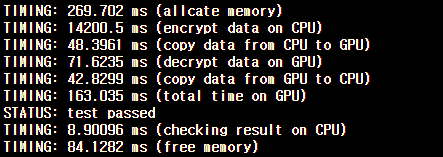 TIMING: 269.702 ms (allcate memory)
TIMING: 14200.5 ms (encrypt data on CPU)
TIMING: 48.3961 ms (copy data from CPU to GPU)
TIMING: 71.6235 ms (decrypt data on GPU)
TIMING: 42.8299 ms (copy data from GPU to CPU)
TIMING: 163.035 ms (total time on GPU)
STATUS: test passed
TIMING: 8.90096 ms (checking result on CPU)
TIMING: 84.1282 ms (free memory)